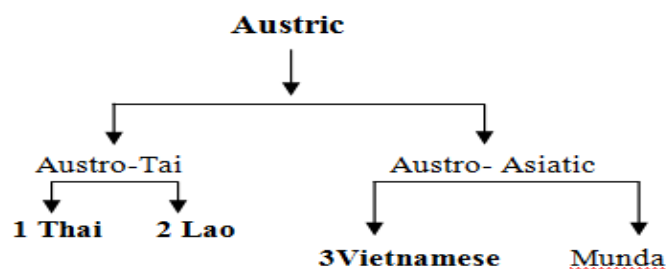 Austric
Austro-Tai Austro- Asiatic
1 Thai 2 Lao
3Vietnamese Munda